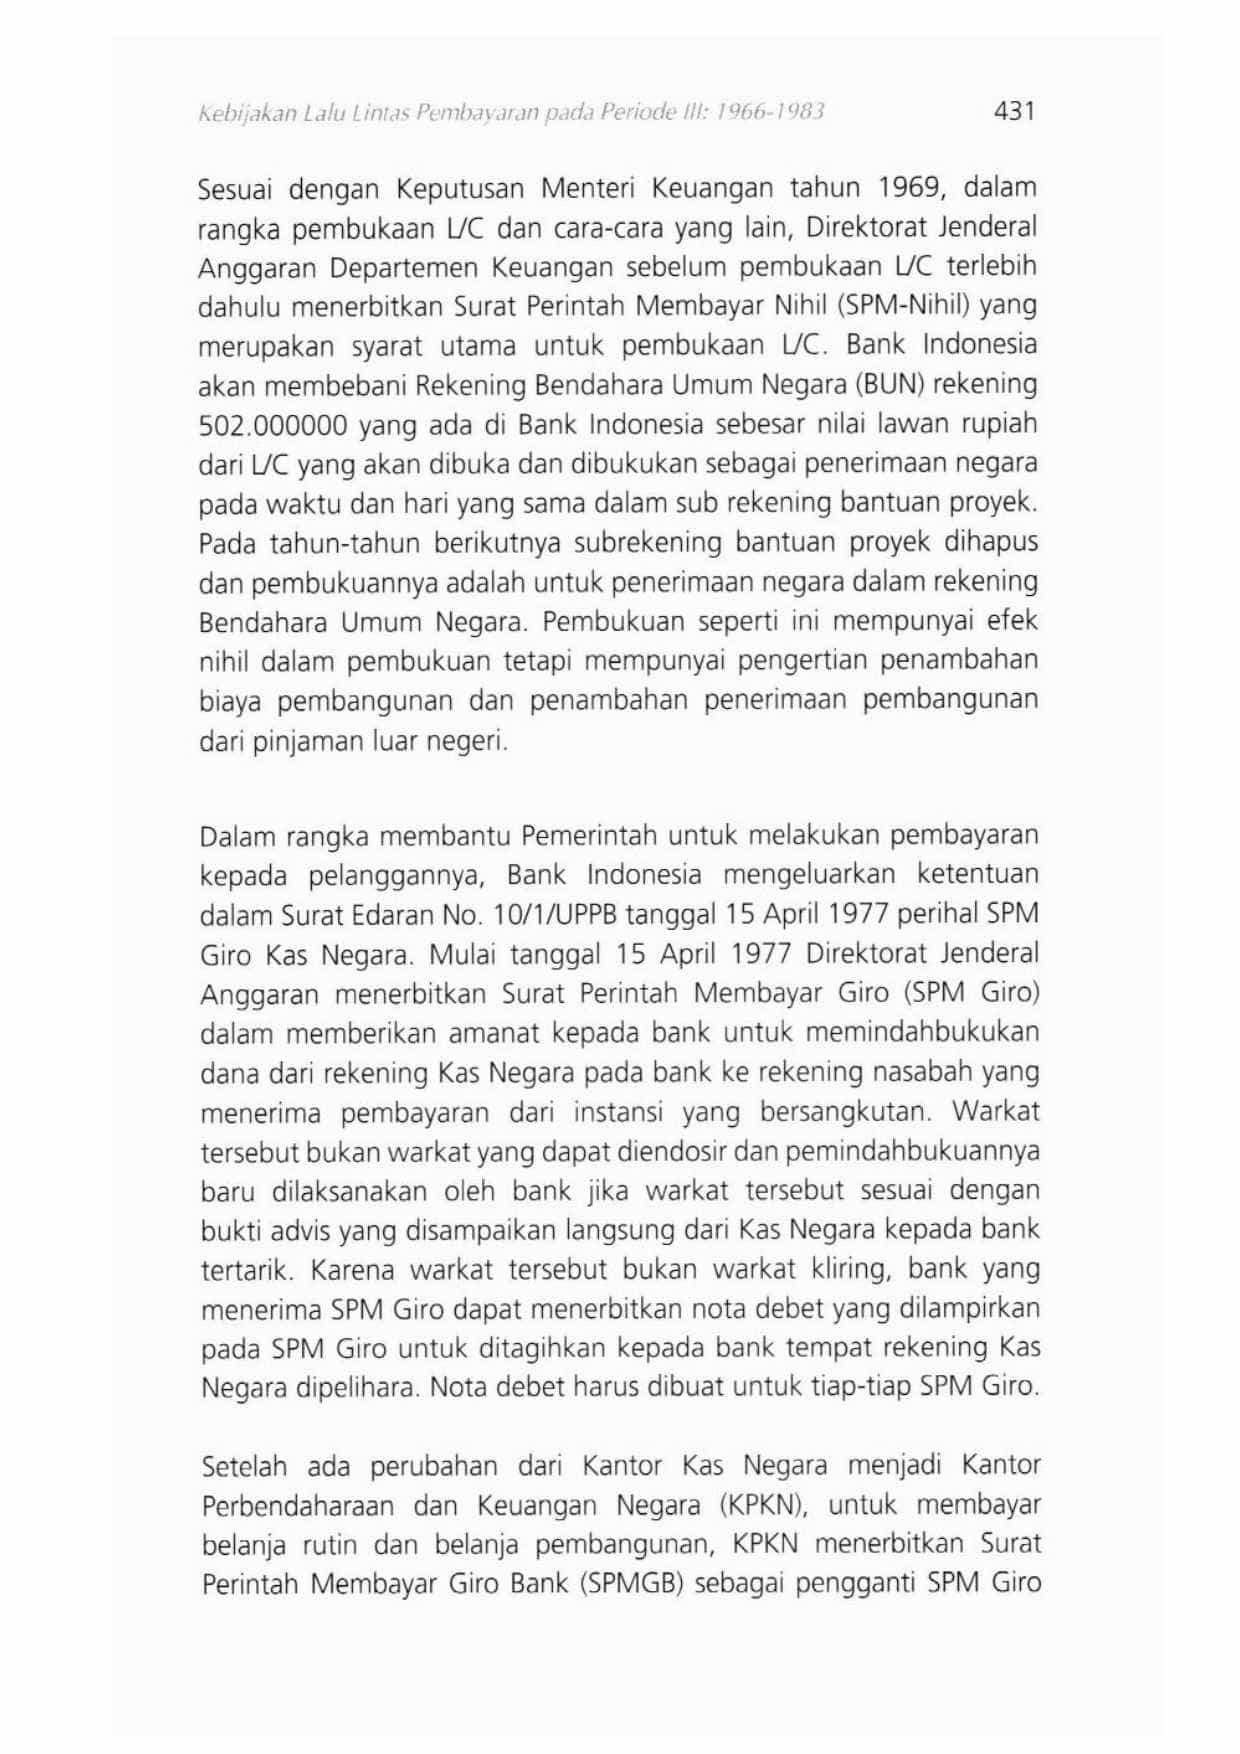 Kebijakan Lalu Lintas Pembayaran pada Periode III: 1966-1983 431
Sesuai dengan Keputusan Menteri Keuangan tahun 1969, dalam
rangka pembukaan L/C dan cara-cara yang lain, Direktorat Jenderal
Anggaran Departemen Keuangan sebelum pembukaan L/C terlebih
dahulu menerbitkan Surat Perintah Membayar Nihil (SPM-Nihil) yang
merupakan syarat utama untuk pembukaan L/C. Bank Indonesia
akan membebani Rekening Bendahara Umum Negara (BUN) rekening
502.000000 yang ada di Bank Indonesia sebesar nilai lawan rupiah
dari L/C yang akan dibuka dan dibukukan sebagai penerimaan negara
pada waktu dan hari yang sama dalam sub rekening bantuan proyek.
Pada tahun-tahun berikutnya subrekening bantuan proyek dihapus
dan pembukuannya adalah untuk penerimaan negara dalam rekening
Bendahara Umum Negara. Pembukuan seperti ini mempunyai efek
nihil dalam pembukuan tetapi mempunyai pengertian penambahan
biaya pembangunan dan penambahan penerimaan pembangunan
dari pinjaman luar negeri.
Dalam rangka membantu Pemerintah untuk melakukan pembayaran
kepada pelanggannya, Bank Indonesia mengeluarkan ketentuan
dalam Surat Edaran No. 10/1/UPPB tanggal 15 April 1977 perihal SPM
Giro Kas Negara. Mulai tanggal 15 April 1977 Direktorat Jenderal
Anggaran menerbitkan Surat Perintah Membayar Giro (SPM Giro)
dalam memberikan amanat kepada bank untuk memindahbukukan
dana dari rekening Kas Negara pada bank ke rekening nasabah yang
menerima pembayaran dari instansi yang bersangkutan. Warkat
tersebut bukan warkat yang dapat diendosir dan pemindahbukuannya
baru dilaksanakan oleh bank jika warkat tersebut sesuai dengan
bukti advis yang disampaikan langsung dari Kas Negara kepada bank
tertarik. Karena warkat tersebut bukan warkat kliring, bank yang
menerima SPM Giro dapat menerbitkan nota debet yang dilampirkan
pada SPM Giro untuk ditagihkan kepada bank tempat rekening Kas
Negara dipelihara. Nota debet harus dibuat untuk tiap-tiap SPM Giro.
Setelah ada perubahan dari Kantor Kas Negara menjadi Kantor
Perbendaharaan dan Keuangan Negara (KPKN), untuk membayar
belanja rutin dan belanja pembangunan, KPKN menerbitkan Surat
Perintah Membayar Giro Bank (SPMGB) sebagai pengganti SPM Giro